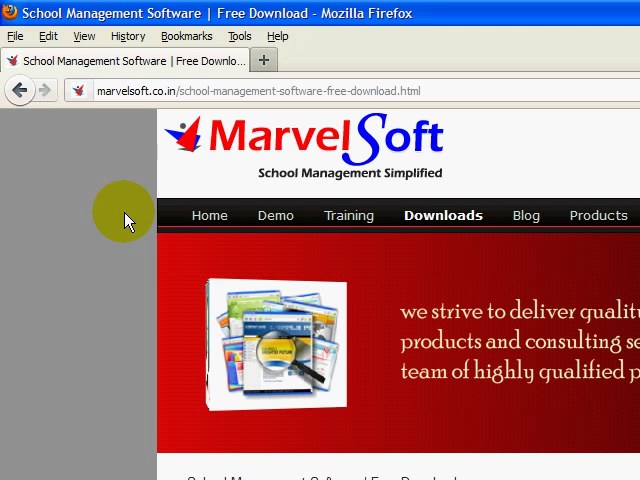 School Management Software | Free Download - Mozilla Firefox
File Edit View History Bookmarks Tools Help
School Management Software | Free Downlo...
marvelsoft.co.in/school-management-software-free-download.html
MarvelSoft
School Management Simplified
Home Demo Training Downloads Blog Products
we strive to deliver
products and consulting
team of highly qualified